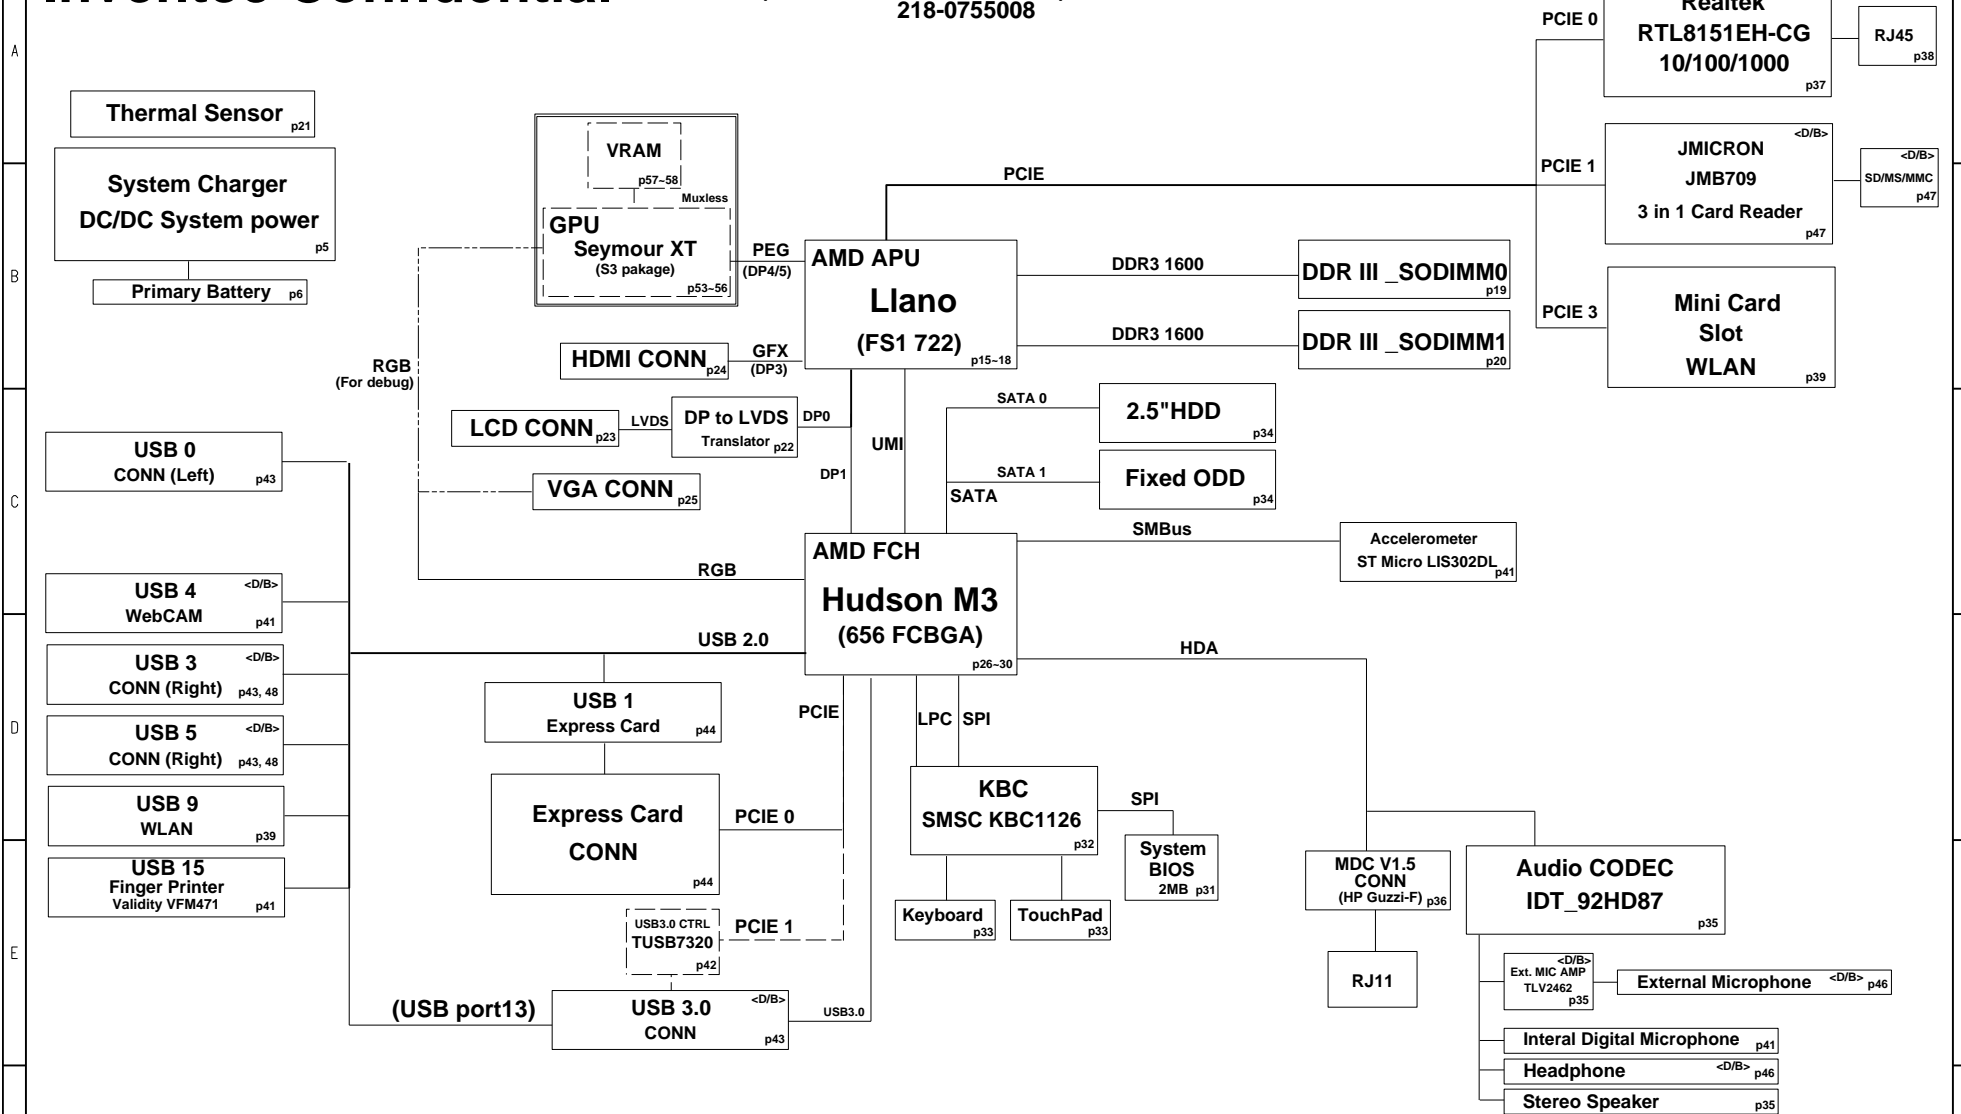 218-0755008
PCIE 0
Realtek
RTL8151EH-CG
10/100/1000
p37
RJ45
p38
A
Thermal Sensor p21
System Charger
DC/DC System power
p5
Primary Battery p6
VRAM
p57~58
Muxless
GPU
Seymour XT
(S3 pakage)
p53~56
PEG
(DP4/5)
PCIE
PCIE 1
<D/B>
JMICRON
JMB709
3 in 1 Card Reader
p47
<D/B>
SD/MS/MMC
p47
B
AMD APU
Llano
(FS1 722)
p15~18
DDR3 1600
DDR III _SODIMM0
p19
DDR3 1600
DDR III _SODIMM1
p20
PCIE 3
Mini Card
Slot
WLAN
p39
RGB
(For debug)
HDMI CONN p24
GFX
(DP3)
LCD CONN p23
LVDS
DP to LVDS
Translator p22
DP0
UMI
DP1
VGA CONN p25
SATA 0
2.5"HDD
p34
SATA 1
SATA
Fixed ODD
p34
C
USB 0
CONN (Left)
p43
AMD FCH
Hudson M3
(656 FCBGA)
p26~30
SMBus
Accelerometer
ST Micro LIS302DL
p41
RGB
USB 4
<D/B>
WebCAM
p41
USB 2.0
HDA
USB 3
<D/B>
CONN (Right)
p43, 48
D
USB 5
<D/B>
CONN (Right)
p43, 48
USB 9
WLAN
p39
USB 15
Finger Printer
Validity VFM471
p41
USB 1
Express Card
p44
PCIE
LPC
SPI
Express Card
CONN
p44
PCIE 0
KBC
SMSC KBC1126
p32
SPI
System
BIOS
2MB p31
Keyboard
p33
TouchPad
p33
MDC V1.5
CONN
(HP Guzzi-F) p36
RJ11
Audio CODEC
IDT_92HD87
p35
E
USB3.0 CTRL
TUSB7320
p42
PCIE 1
(USB port13)
USB 3.0
<D/B>
CONN
p43
USB3.0
<D/B>
Ext. MIC AMP
TLV2462
p35
External Microphone <D/B> p46
Interal Digital Microphone p41
Headphone <D/B> p46
Stereo Speaker p35